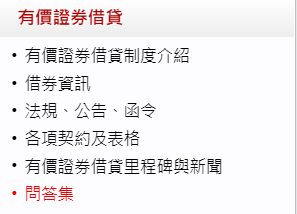 有價證券借貸
• 有價證券借貸制度介紹
• 借券資訊
• 法規、公告、函令
• 各項契約及表格
• 有價證券借貸里程碑與新聞
• 問答集